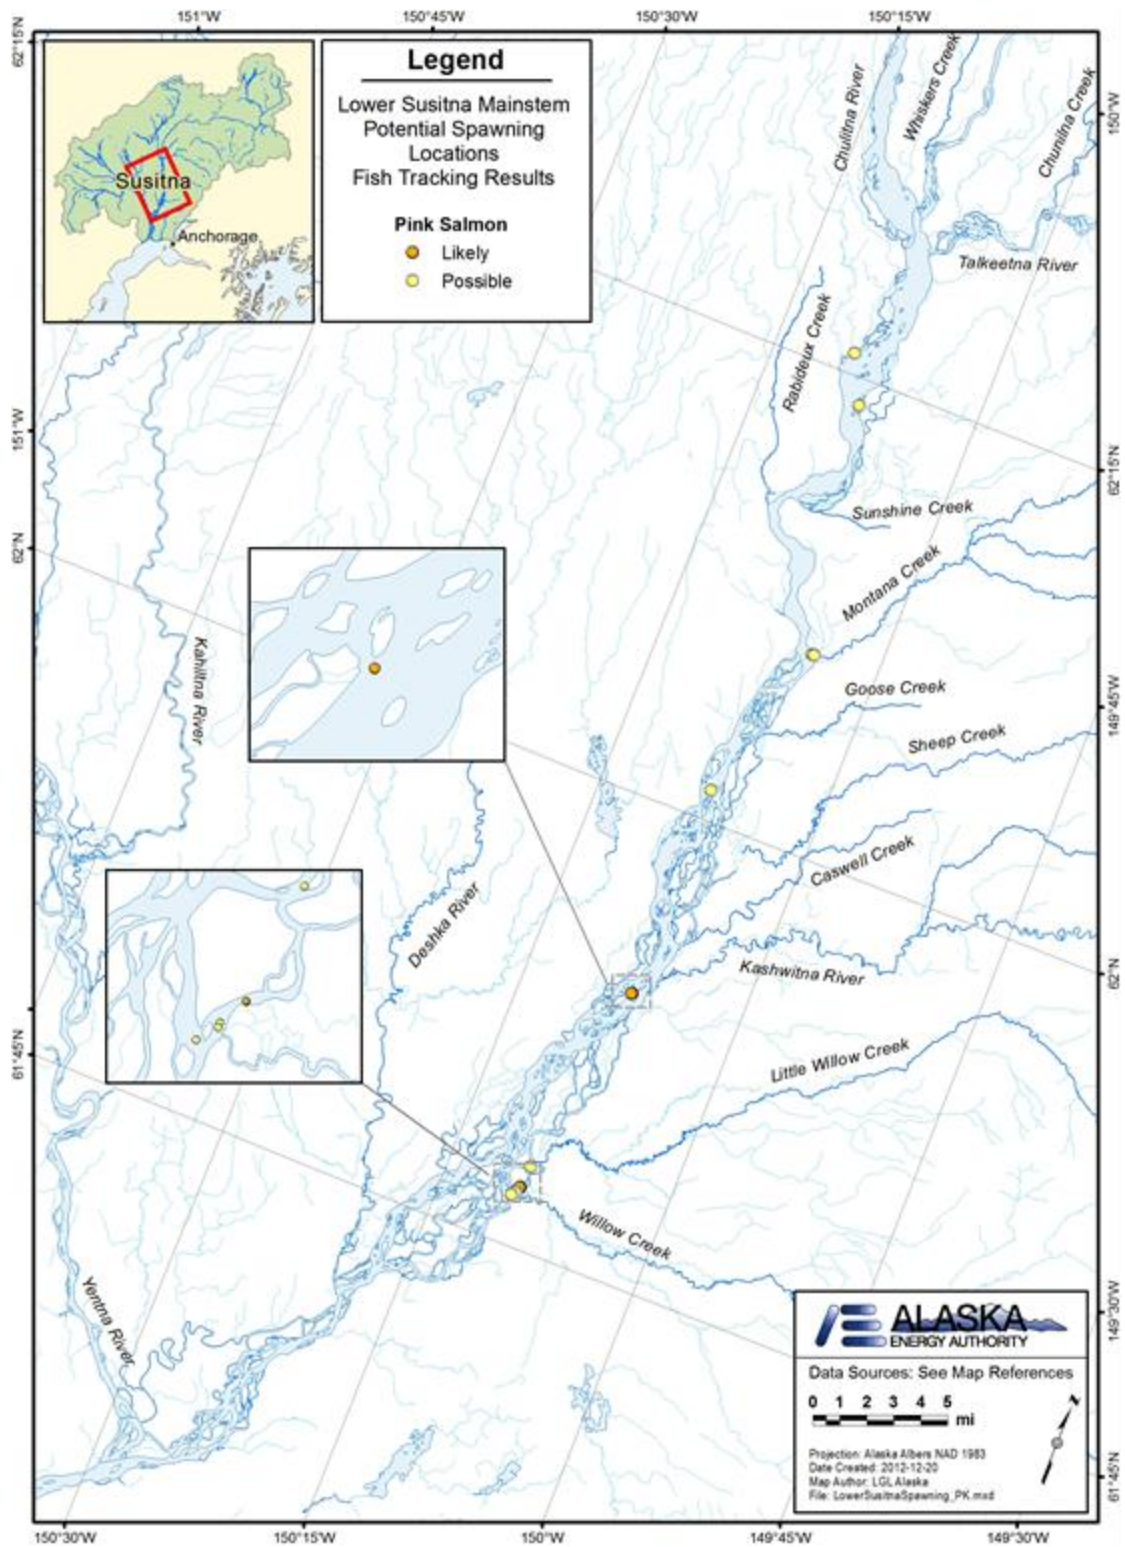 151°W
150°45'W
150°30'W
150°15'W
62°15'N
Susitna
Anchorage
Legend
Lower Susitna Mainstem
Potential Spawning
Locations
Fish Tracking Results
Pink Salmon
Likely
Possible
Chulitna River
Whiskers Creek
Chunilna Creek
150°W
Talkeetna River
Rabideux Creek
151°W
62°15'N
Sunshine Creek
62°N
Montana Creek
Kahiltna River
Goose Creek
149°45'W
Sheep Creek
Caswell Creek
Deshka River
Kashwitna River
62°N
61°45'N
Little Willow Creek
Willow Creek
Yentna River
149°30'W
ALASKA
ENERGY AUTHORITY
Data Sources: See Map References
0 1 2 3 4 5
mi
N
Projection: Alaska Albers NAD 1983
Date Created: 2012-12-20
Map Author: LGL Alaska
File: LowerSusitnaSpawning_PK.mxd
61°45'N
150°30'W
150°15'W
150°W
149°45'W
149°30'W